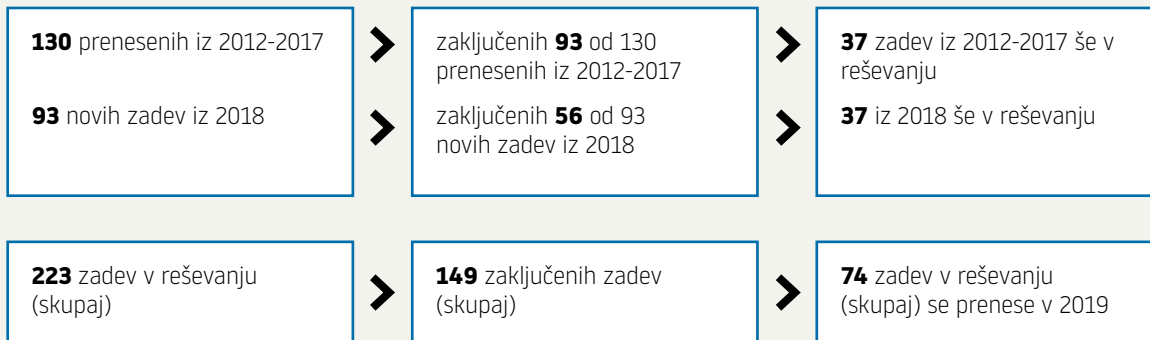 130 prenesenih iz 2012-2017
93 novih zadev iz 2018
zaključenih 93 od 130
prenesenih iz 2012-2017
zaključenih 56 od 93
novih zadev iz 2018
37 zadev iz 2012-2017 še v
reševanju
37 iz 2018 še v reševanju
223 zadev v reševanju
(skupaj)
149 zaključenih zadev
(skupaj)
74 zadev v reševanju
(skupaj) se prenese v 2019